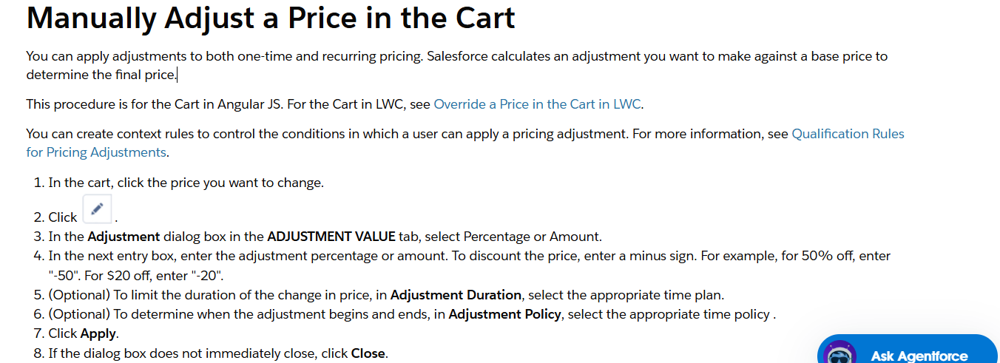 Manually Adjust a Price in the Cart
You can apply adjustments to both one-time and recurring pricing. Salesforce calculates an adjustment you want to make against a base price to
determine the final price.
This procedure is for the Cart in Angular JS. For the Cart in LWC, see Override a Price in the Cart in LWC.
You can create context rules to control the conditions in which a user can apply a pricing adjustment. For more information, see Qualification Rules
for Pricing Adjustments.
1. In the cart, click the price you want to change.
2. Click .
3. In the Adjustment dialog box in the ADJUSTMENT VALUE tab, select Percentage or Amount.
4. In the next entry box, enter the adjustment percentage or amount. To discount the price, enter a minus sign. For example, for 50% off, enter
"-50". For $20 off, enter "-20".
5. (Optional) To limit the duration of the change in price, in Adjustment Duration, select the appropriate time plan.
6. (Optional) To determine when the adjustment begins and ends, in Adjustment Policy, select the appropriate time policy .
7. Click Apply.
8. If the dialog box does not immediately close, click Close.
Ask Agentforce